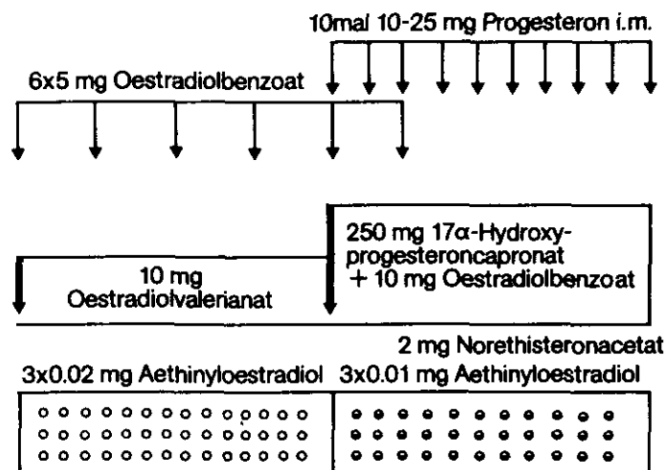 10mal 10-25 mg Progesteron i.m.
6x5 mg Oestradiolbenzoat
250 mg 17α-Hydroxy-
progesteroncapronat
+ 10 mg Oestradiolbenzoat
10 mg
Oestradiolvalerianat
2 mg Norethisteronacetat
3x0.02 mg Aethinyloestradiol
3x0.01 mg Aethinyloestradiol